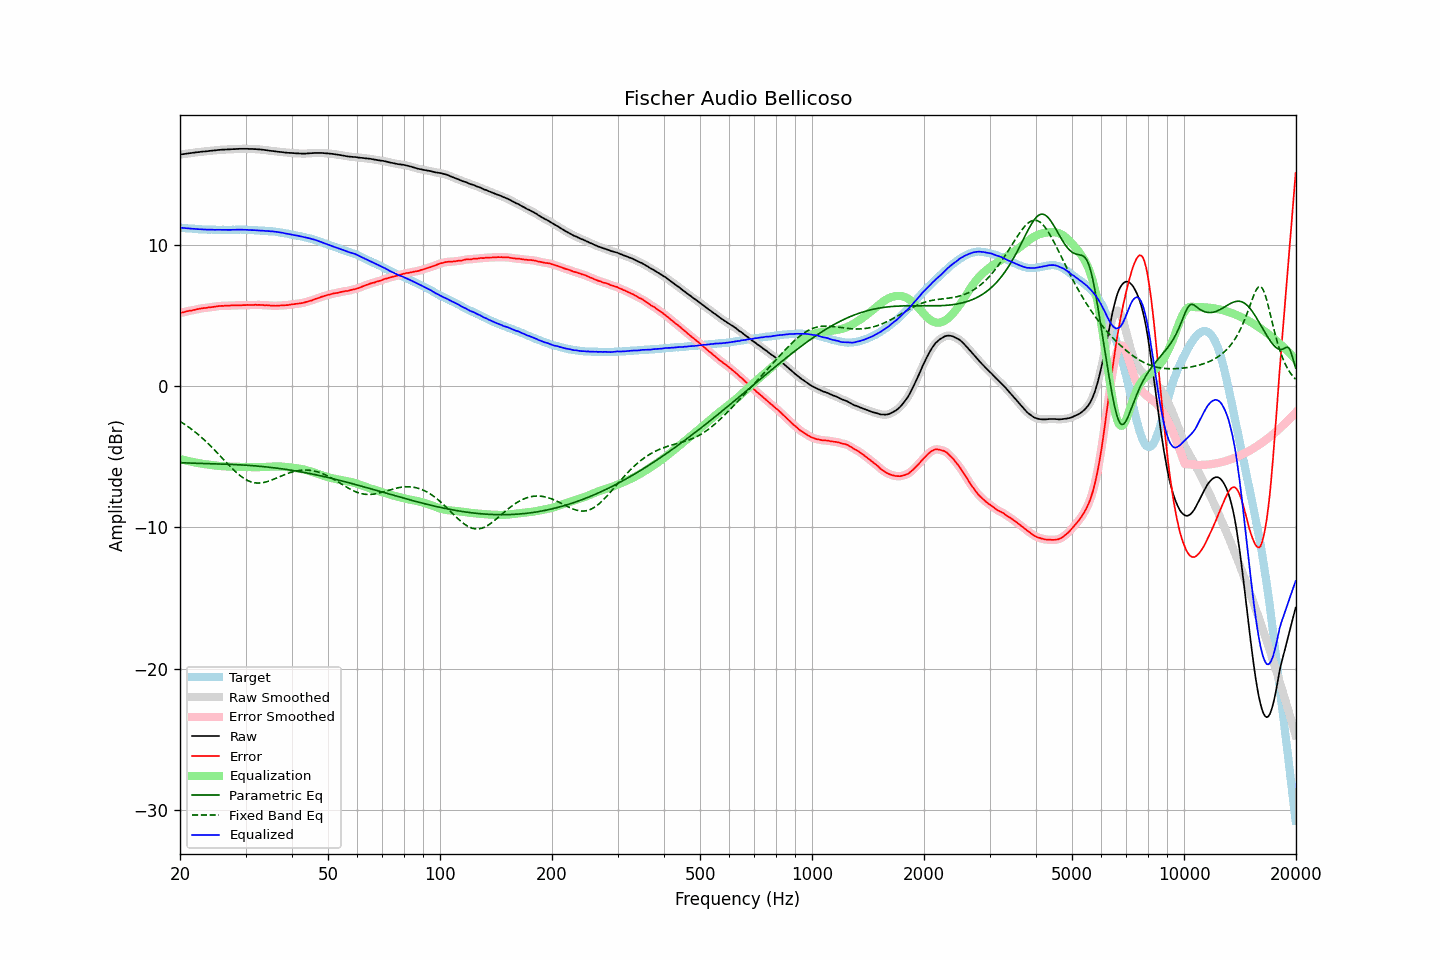 Fischer Audio Bellicoso
Amplitude (dBr)
10
0
−10
−20
−30
Target
Raw Smoothed
Error Smoothed
Raw
Error
Equalization
Parametric Eq
Fixed Band Eq
Equalized
20 50 100 200 500 1000 2000 5000 10000 20000
Frequency (Hz)